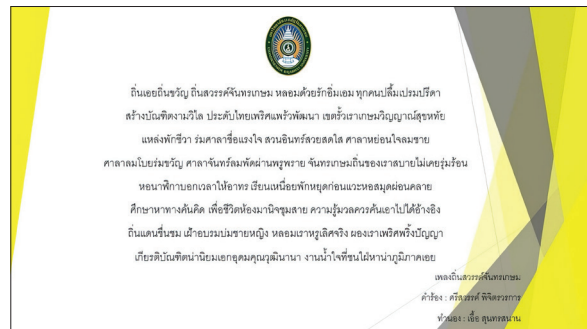 ถิ่นเอยถิ่นขวัญ ถิ่นสวรรค์จันทรเกษม หลอมด้วยรักอิ่มเอม ทุกคนปลื้มเปรมปรีดา
สร้างบัณฑิตงามวิไล ประดับไทยเพริศแพร้วพัฒนา เขตรั้วเราเกษมวิญญาณ์สุขหทัย
แหล่งพักชีวา ร่มศาลาชื่อแรงใจ สวนอินทร์สวยสดใส ศาลาหย่อนใจลมชาย
ศาลาลมโบยร่มขวัญ ศาลาจันทร์ลมพัดผ่านพรูพราย จันทรเกษมถิ่นของเราสบายไม่เคยรุ่มร้อน
หอนาฬิกาบอกเวลาให้อาทร เรียนเหนื่อยพักหยุดก่อนแวะหอสมุดผ่อนคลาย
ศึกษาหาทางค้นคิด เพื่อชีวิตห้องมานิจชุมสาย ความรู้มวลควรค้นเอาไปได้อ้างอิง
ถิ่นแดนชื่นชม เฝ้าอบรมบ่มชายหญิง หลอมเราหรูเลิศจริง ผองเราเพริศพริ้งปัญญา
เกียรติบัณฑิตน่านิยมเอกอุดมคุณวุฒินานา งานน้ำใจที่ชนใฝ่หาน่าภูมิภาคเอย
เพลงถิ่นสวรรค์จันทรเกษม
คำร้อง : ศรีสวรรค์ พิจิตรวรการ
ทำนอง : เอื้อ สุนทรสนาน